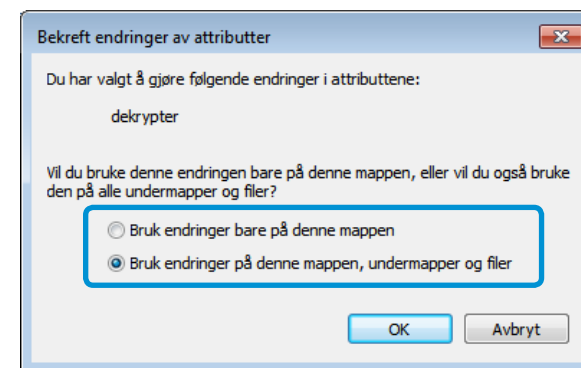 Bekreft endringer av attributter
Du har valgt å gjøre følgende endringer i attributtene:
dekrypter
Vil du bruke denne endringen bare på denne mappen, eller vil du også bruke
den på alle undermapper og filer?
Bruk endringer bare på denne mappen
Bruk endringer på denne mappen, undermapper og filer
OK
Avbryt